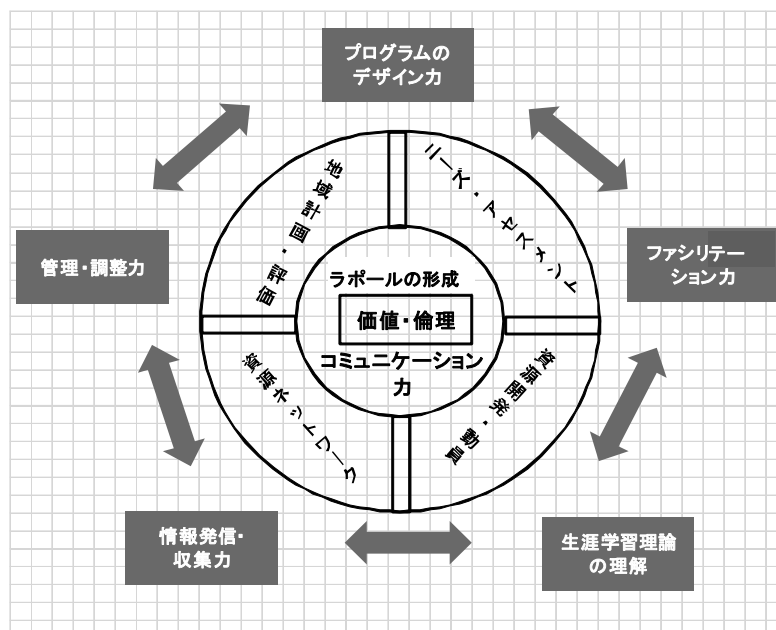 プログラムの
デザイン力
地域計画・評価
ニーズ・アセスメント
管理・調整力
ファシリテー
ション力
ラポールの形成
価値・倫理
コミュニケーション
力
資源ネットワーク
資源開発・動員
情報発信・
収集力
生涯学習理論
の理解